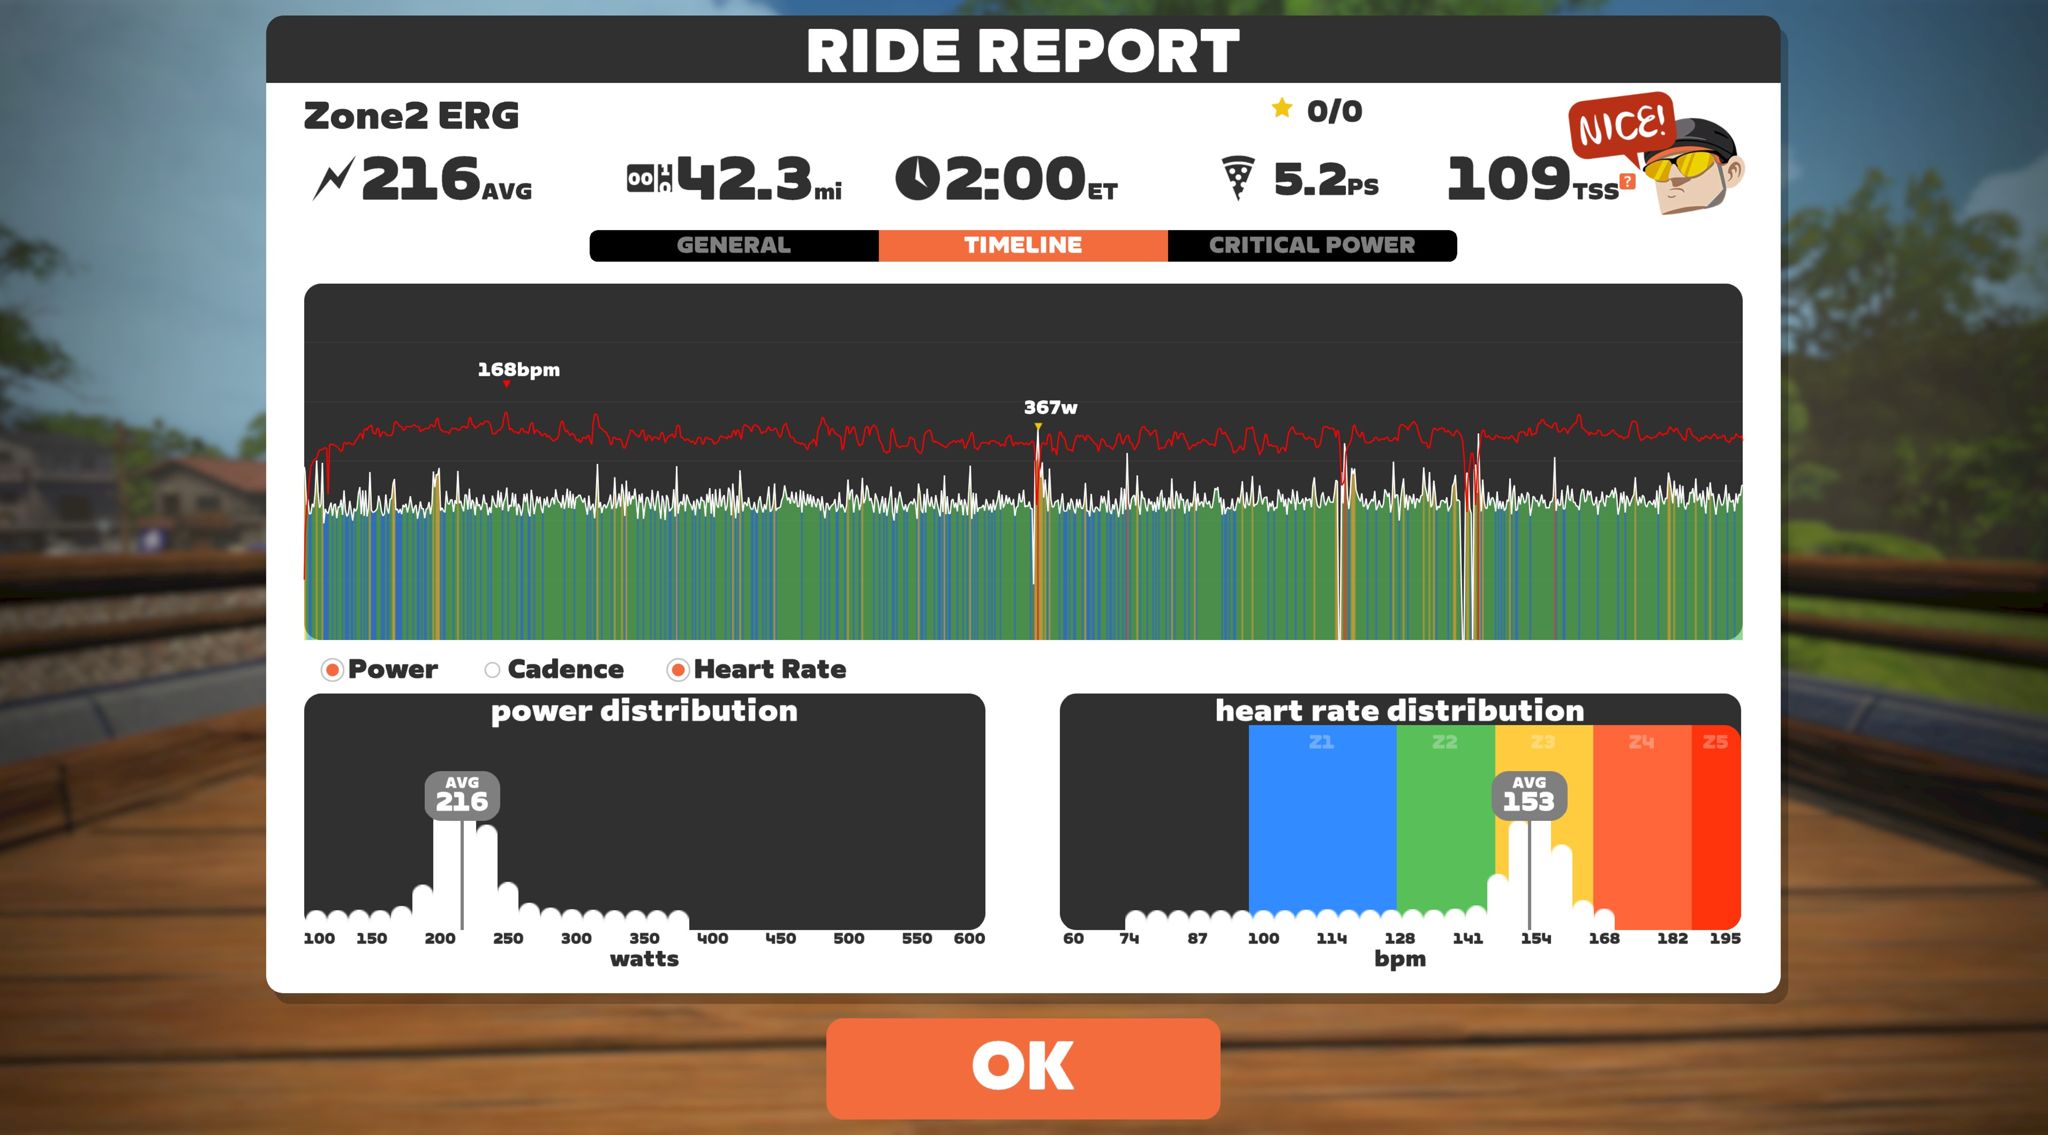 RIDE REPORT
Zone2 ERG
0/0
NICE!
216AVG
42.3mi
2:00ET
5.2PS
109TSS?
GENERAL
TIMELINE
CRITICAL POWER
168bpm
367w
Power
Cadence
Heart Rate
power distribution
AVG
216
100 150 200 250 300 350 400 450 500 550 600
watts
heart rate distribution
Z1 Z2 Z3 Z4 Z5
AVG
153
60 74 87 100 114 128 141 154 168 182 195
bpm
OK